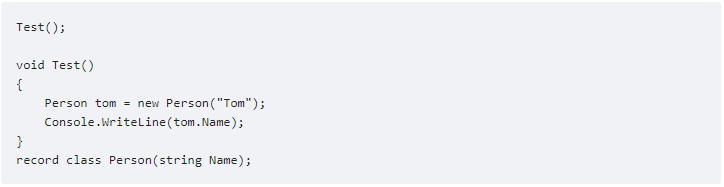 Test();
void Test()
{
    Person tom = new Person("Tom");
    Console.WriteLine(tom.Name);
}
record class Person(string Name);